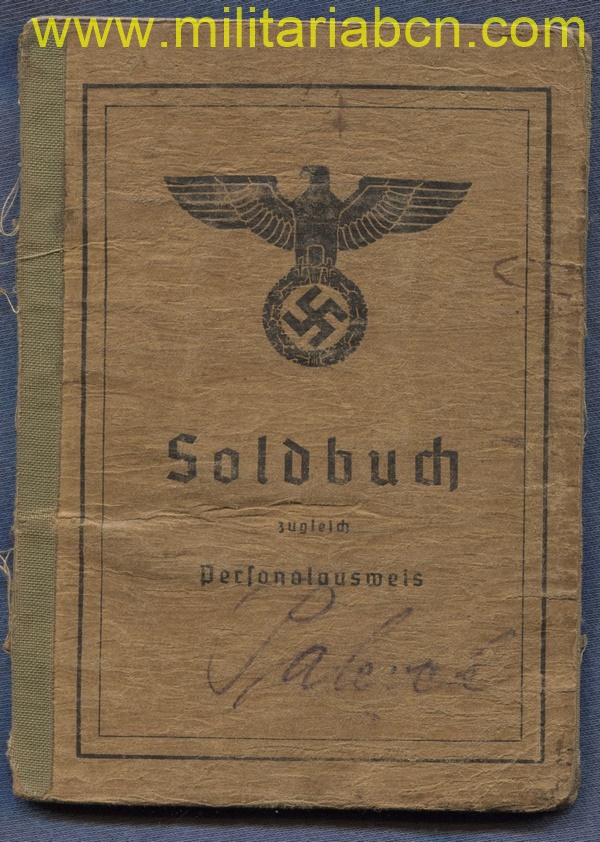 www.militariabcn.com
Soldbuch
zugleich
Personalausweis